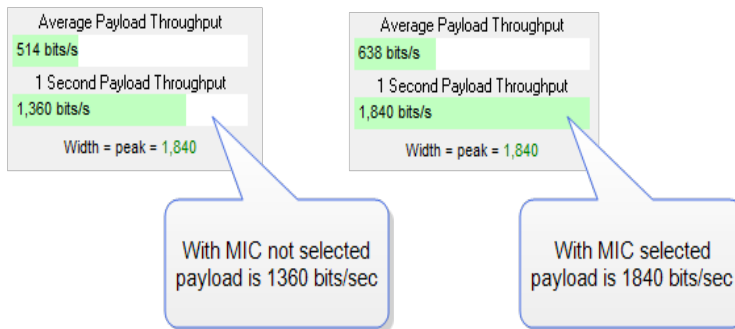 Average Payload Throughput
514 bits/s
1 Second Payload Throughput
1,360 bits/s
Width = peak = 1,840
With MIC not selected
payload is 1360 bits/sec
Average Payload Throughput
638 bits/s
1 Second Payload Throughput
1,840 bits/s
Width = peak = 1,840
With MIC selected
payload is 1840 bits/sec